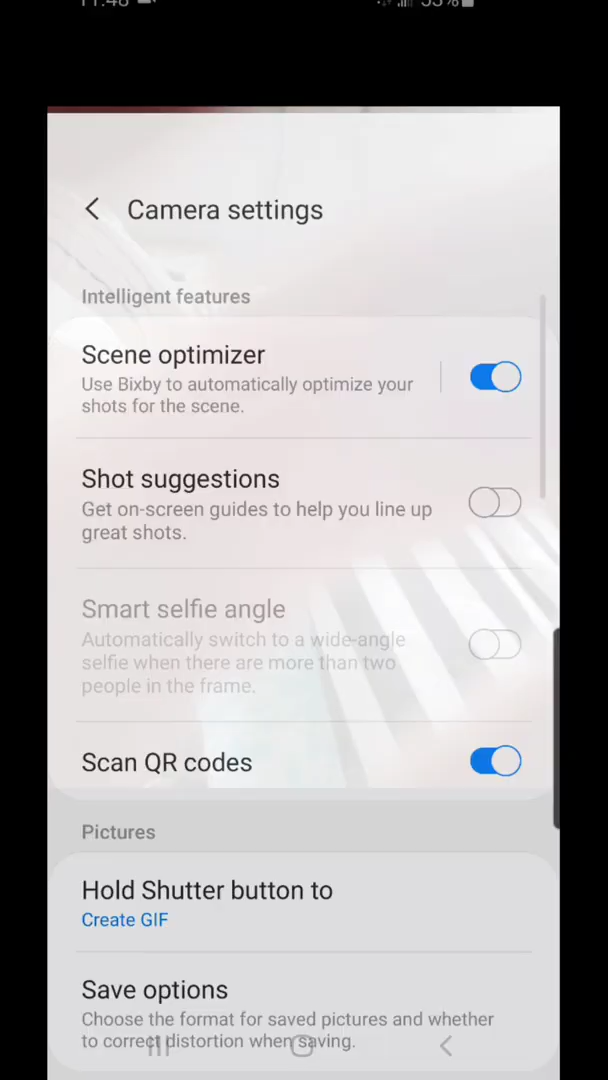 11:48
53%
Camera settings
Intelligent features
Scene optimizer
Use Bixby to automatically optimize your
shots for the scene.
Shot suggestions
Get on-screen guides to help you line up
great shots.
Smart selfie angle
Automatically switch to a wide-angle
selfie when there are more than two
people in the frame.
Scan QR codes
Pictures
Hold Shutter button to
Create GIF
Save options
Choose the format for saved pictures and whether
to correct distortion when saving.